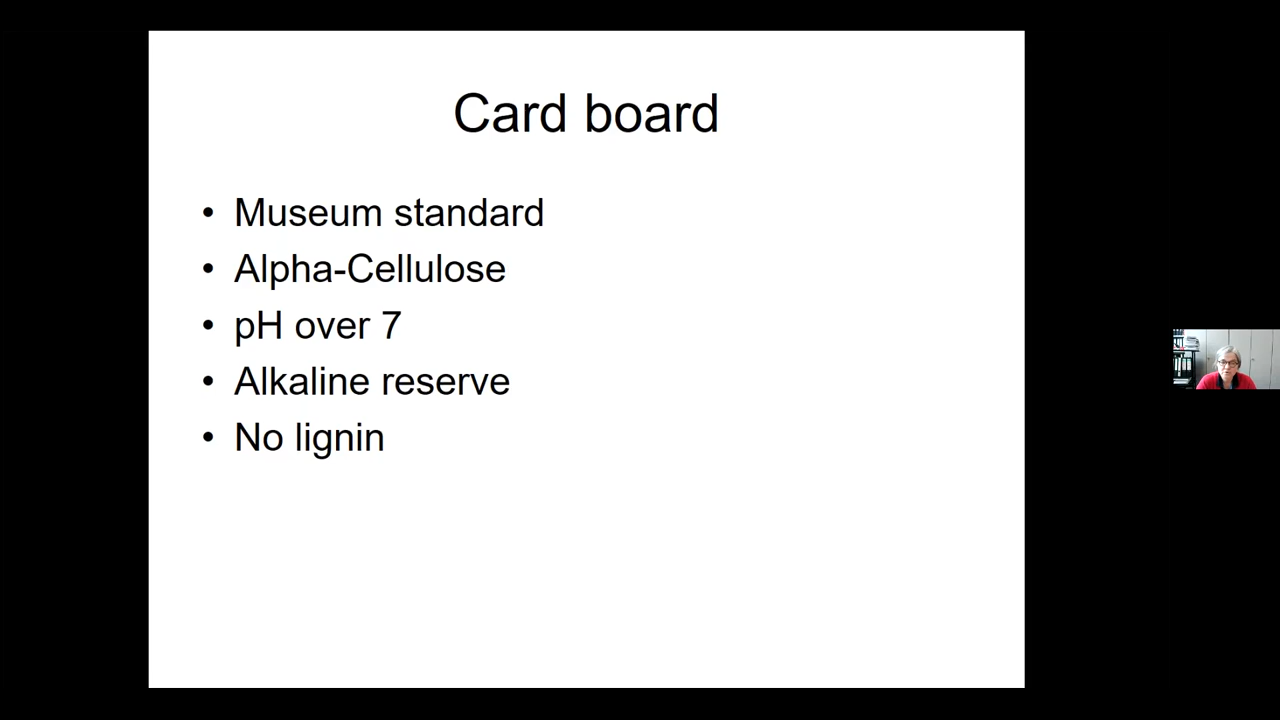 Card board
• Museum standard
• Alpha-Cellulose
• pH over 7
• Alkaline reserve
• No lignin